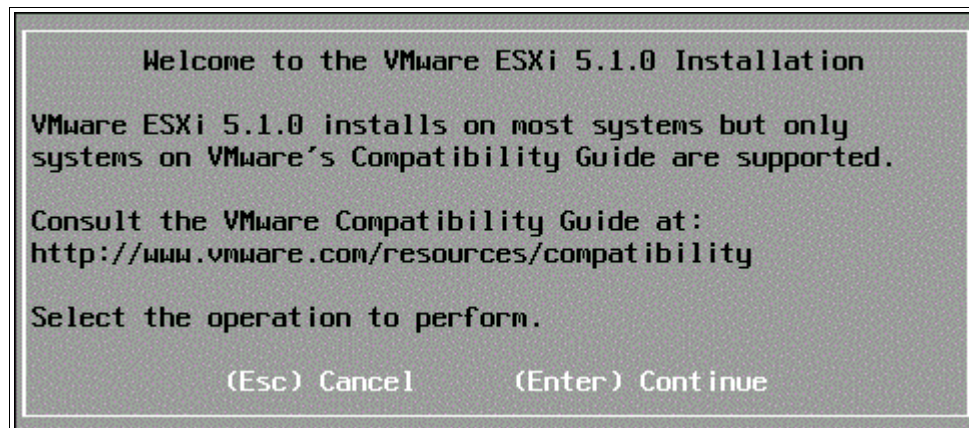 Welcome to the VMware ESXi 5.1.0 Installation
VMware ESXi 5.1.0 installs on most systems but only
systems on VMware's Compatibility Guide are supported.
Consult the VMware Compatibility Guide at:
http://www.vmware.com/resources/compatibility
Select the operation to perform.
(Esc) Cancel (Enter) Continue